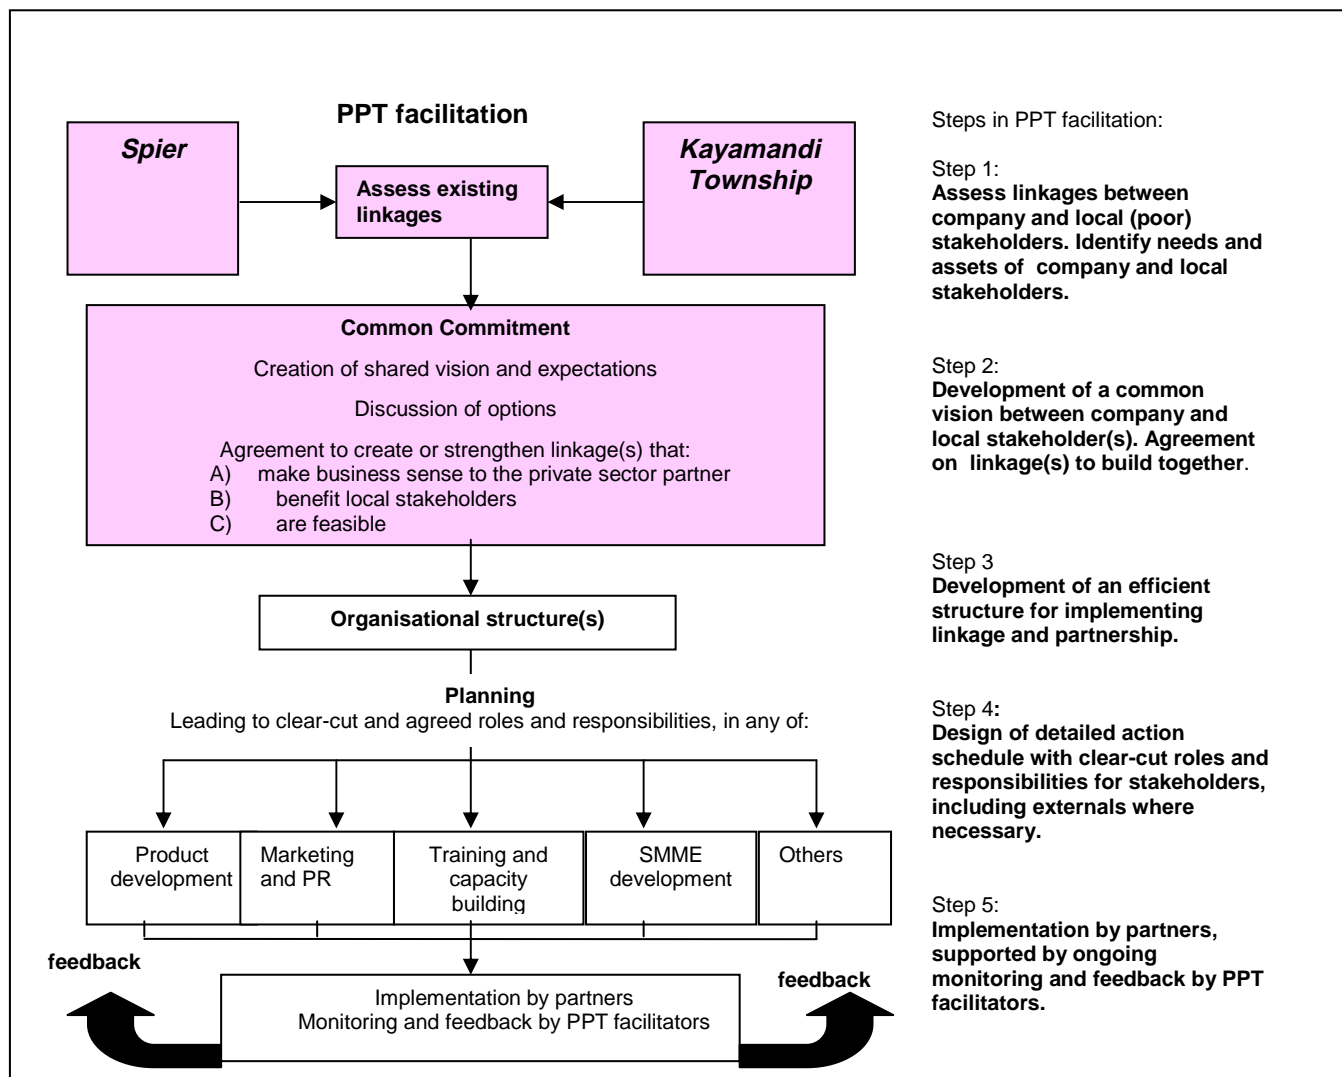 PPT facilitation
Spier
Assess existing
linkages
Kayamandi
Township
Common Commitment
Creation of shared vision and expectations
Discussion of options
Agreement to create or strengthen linkage(s) that:
A) make business sense to the private sector partner
B) benefit local stakeholders
C) are feasible
Organisational structure(s)
Planning
Leading to clear-cut and agreed roles and responsibilities, in any of:
Product
development
Marketing
and PR
Training and
capacity
building
SMME
development
Others
feedback
feedback
Implementation by partners
Monitoring and feedback by PPT facilitators
Steps in PPT facilitation:
Step 1:
Assess linkages between
company and local (poor)
stakeholders. Identify needs and
assets of company and local
stakeholders.
Step 2:
Development of a common
vision between company and
local stakeholder(s). Agreement
on linkage(s) to build together.
Step 3
Development of an efficient
structure for implementing
linkage and partnership.
Step 4:
Design of detailed action
schedule with clear-cut roles and
responsibilities for stakeholders,
including externals where
necessary.
Step 5:
Implementation by partners,
supported by ongoing
monitoring and feedback by PPT
facilitators.